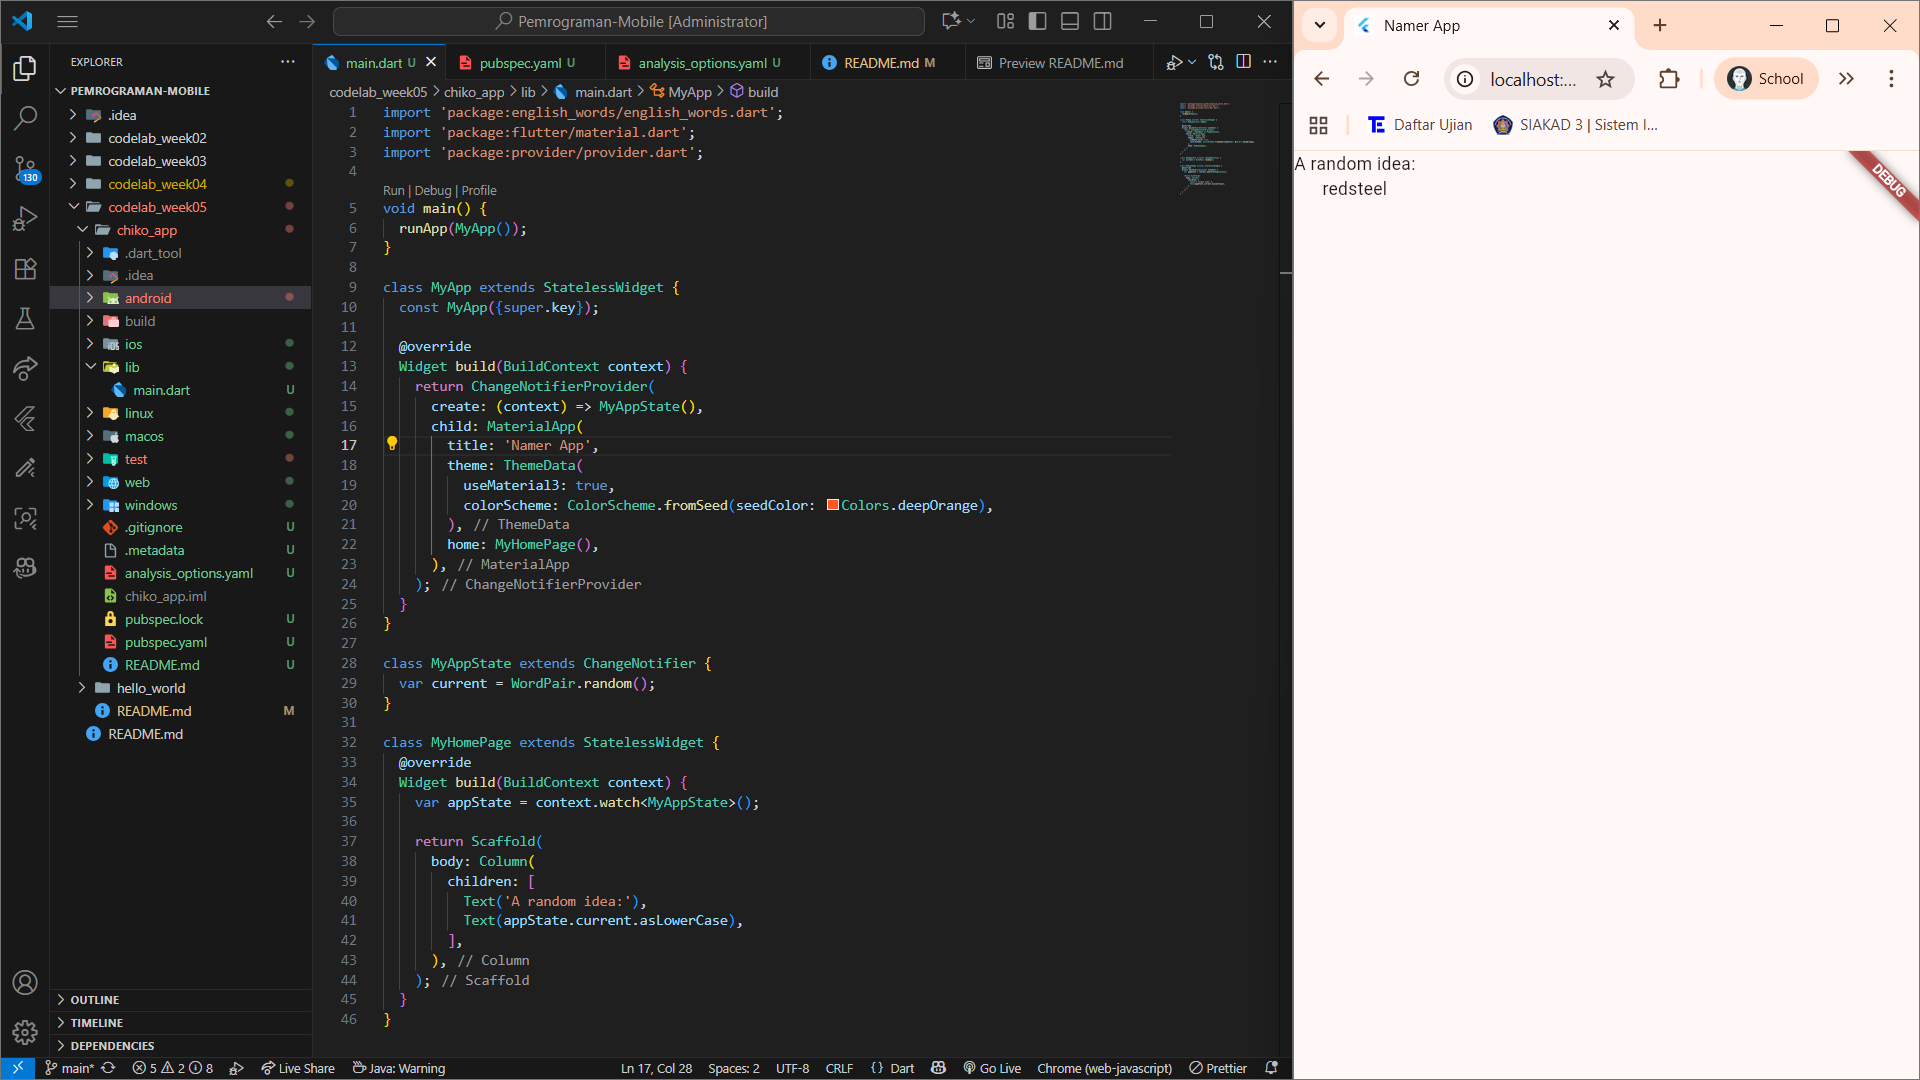 Pemrograman-Mobile [Administrator]
EXPLORER
PEMROGRAMAN-MOBILE
.idea
codelab_week02
codelab_week03
codelab_week04
codelab_week05
chiko_app
.dart_tool
.idea
android
build
ios
lib
main.dart U
linux
macos
test
web
windows
.gitignore U
.metadata U
analysis_options.yaml U
chiko_app.iml
pubspec.lock U
pubspec.yaml U
README.md U
hello_world
README.md M
README.md
OUTLINE
TIMELINE
DEPENDENCIES
130
main.dart U
pubspec.yaml U
analysis_options.yaml U
README.md M
Preview README.md
codelab_week05 > chiko_app > lib > main.dart > MyApp > build
1 import 'package:english_words/english_words.dart';
2 import 'package:flutter/material.dart';
3 import 'package:provider/provider.dart';
4
Run | Debug | Profile
5 void main() {
6 runApp(MyApp());
7 }
8
9 class MyApp extends StatelessWidget {
10 const MyApp({super.key});
11
12 @override
13 Widget build(BuildContext context) {
14 return ChangeNotifierProvider(
15 create: (context) => MyAppState(),
16 child: MaterialApp(
17 title: 'Namer App',
18 theme: ThemeData(
19 useMaterial3: true,
20 colorScheme: ColorScheme.fromSeed(seedColor: Colors.deepOrange),
21 ), // ThemeData
22 home: MyHomePage(),
23 ), // MaterialApp
24 ); // ChangeNotifierProvider
25 }
26 }
27
28 class MyAppState extends ChangeNotifier {
29 var current = WordPair.random();
30 }
31
32 class MyHomePage extends StatelessWidget {
33 @override
34 Widget build(BuildContext context) {
35 var appState = context.watch<MyAppState>();
36
37 return Scaffold(
38 body: Column(
39 children: [
40 Text('A random idea:'),
41 Text(appState.current.asLowerCase),
42 ],
43 ), // Column
44 ); // Scaffold
45 }
46 }
main* 5 2 8 Live Share Java: Warning Ln 17, Col 28 Spaces: 2 UTF-8 CRLF {} Dart Go Live Chrome (web-javascript) Prettier
Namer App
localhost:...
School
Daftar Ujian
SIAKAD 3 | Sistem I...
A random idea:
redsteel
DEBUG